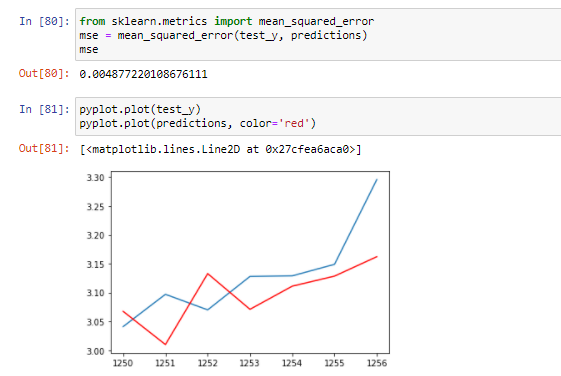 In [80]: from sklearn.metrics import mean_squared_error
mse = mean_squared_error(test_y, predictions)
mse
Out[80]: 0.004877220108676111
In [81]: pyplot.plot(test_y)
pyplot.plot(predictions, color='red')
Out[81]: [<matplotlib.lines.Line2D at 0x27cfea6aca0>]
3.30
3.25
3.20
3.15
3.10
3.05
3.00
1250 1251 1252 1253 1254 1255 1256